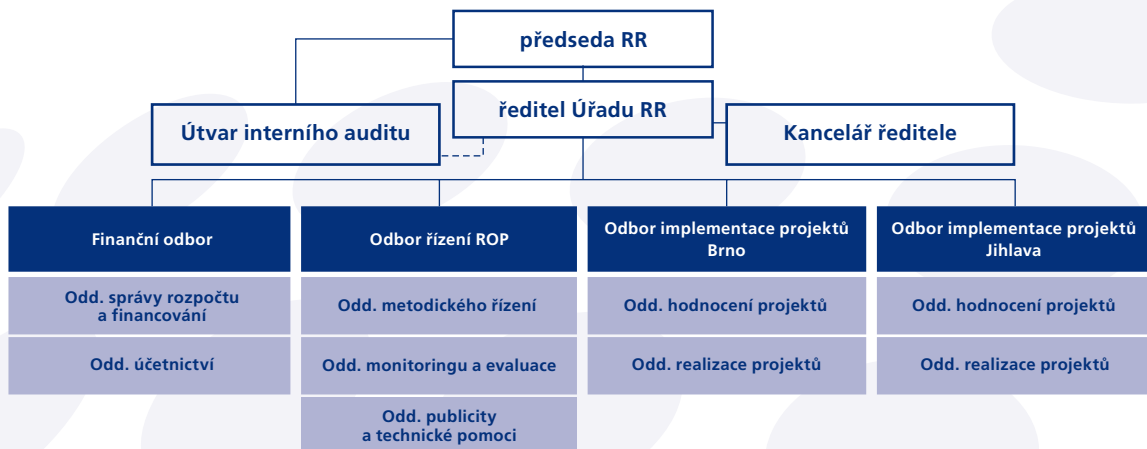 předseda RR
ředitel Úřadu RR
Útvar interního auditu
Kancelář ředitele
Finanční odbor
Odd. správy rozpočtu
a financování
Odd. účetnictví
Odbor řízení ROP
Odd. metodického řízení
Odd. monitoringu a evaluace
Odd. publicity
a technické pomoci
Odbor implementace projektů
Brno
Odd. hodnocení projektů
Odd. realizace projektů
Odbor implementace projektů
Jihlava
Odd. hodnocení projektů
Odd. realizace projektů